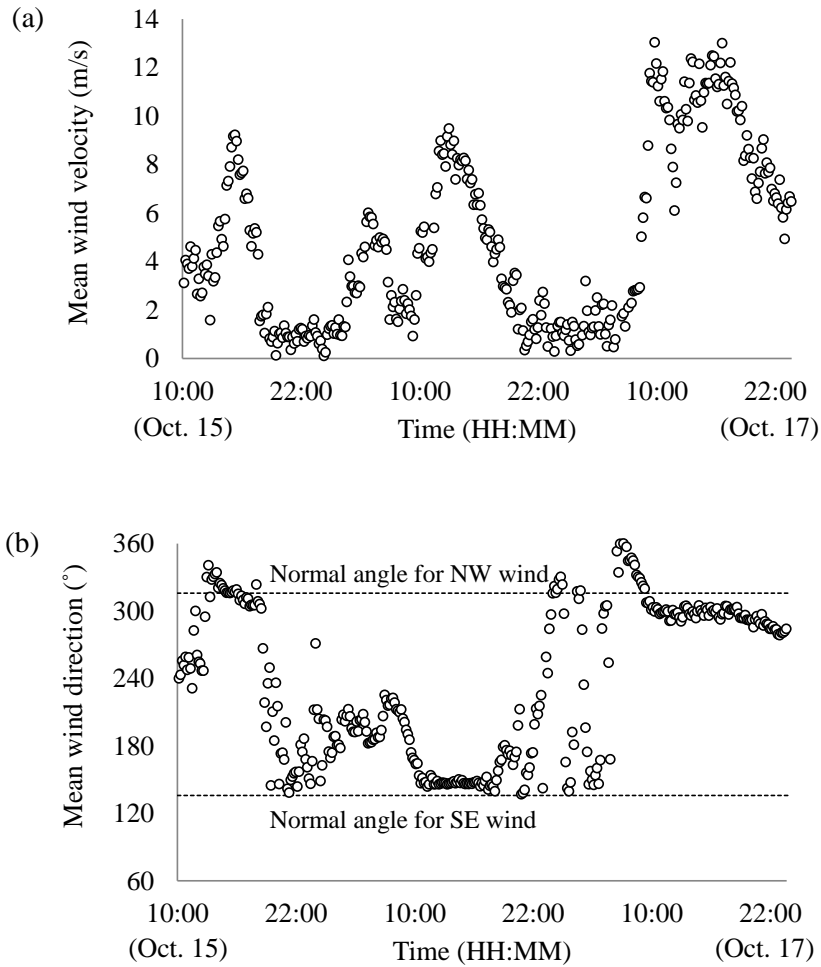 (a)
Mean wind velocity (m/s)
14
12
10
8
6
4
2
0
10:00 22:00 10:00 22:00 10:00 22:00
(Oct. 15) Time (HH:MM) (Oct. 17)
(b)
Mean wind direction (°)
360
300
240
180
120
60
Normal angle for NW wind
Normal angle for SE wind
10:00 22:00 10:00 22:00 10:00 22:00
(Oct. 15) Time (HH:MM) (Oct. 17)